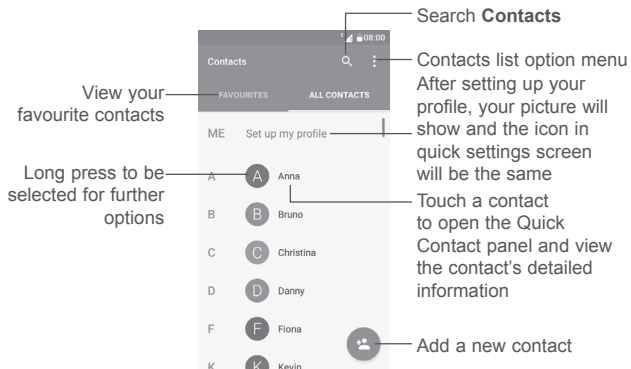 Search Contacts
08:00
Contacts
Contacts list option menu
FAVOURITES
ALL CONTACTS
View your
favourite contacts
After setting up your
profile, your picture will
show and the icon in
quick settings screen
will be the same
ME Set up my profile
Long press to be
selected for further
options
A A Anna
Touch a contact
to open the Quick
Contact panel and view
the contact's detailed
information
B B Bruno
C C Christina
D D Danny
F F Fiona
Add a new contact
K K Kevin